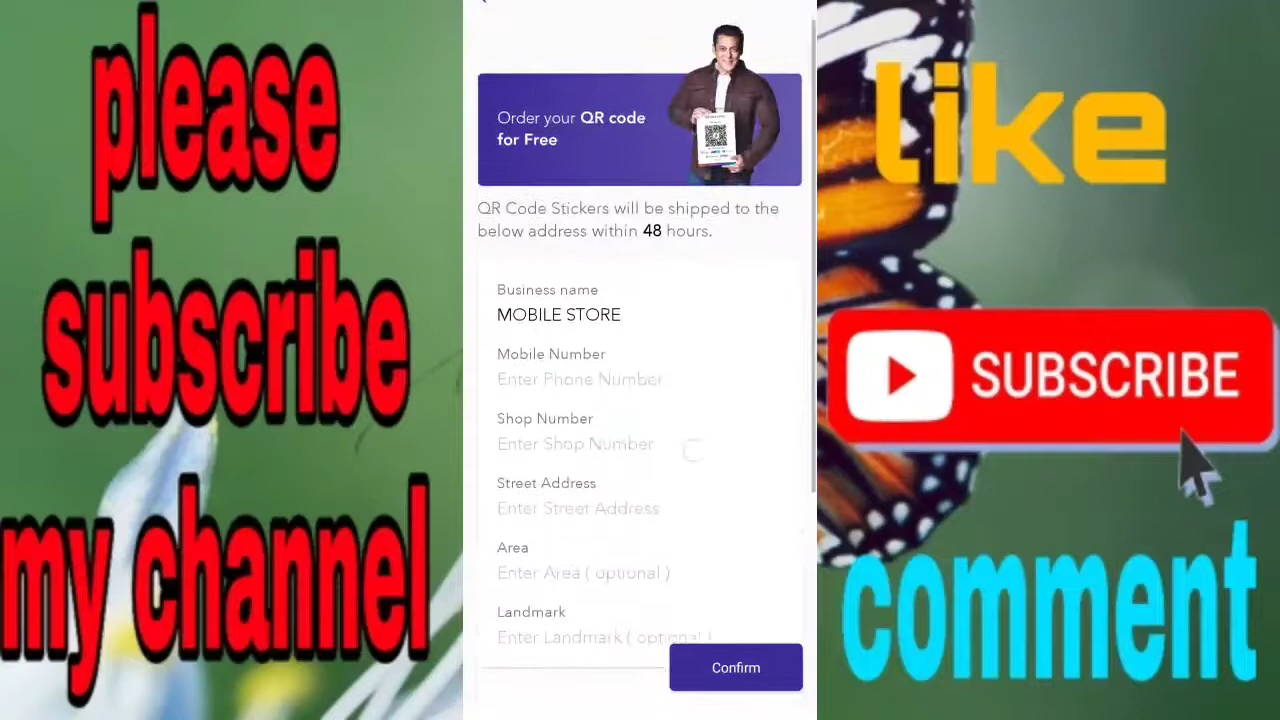 please
subscribe
my channel
Order your QR code
for Free
QR Code Stickers will be shipped to the
below address within 48 hours.
Business name
MOBILE STORE
Mobile Number
Enter Phone Number
Shop Number
Enter Shop Number
Street Address
Enter Street Address
Area
Enter Area ( optional )
Landmark
Enter Landmark ( optional )
Confirm
like
SUBSCRIBE
comment